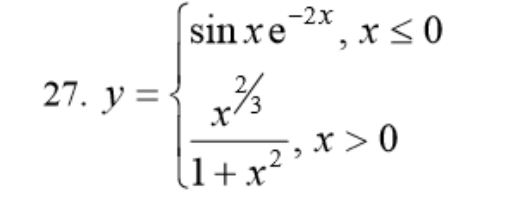 27. y = { sin x e^{-2x}, x ≤ 0
x^{2/3} / (1 + x^2), x > 0